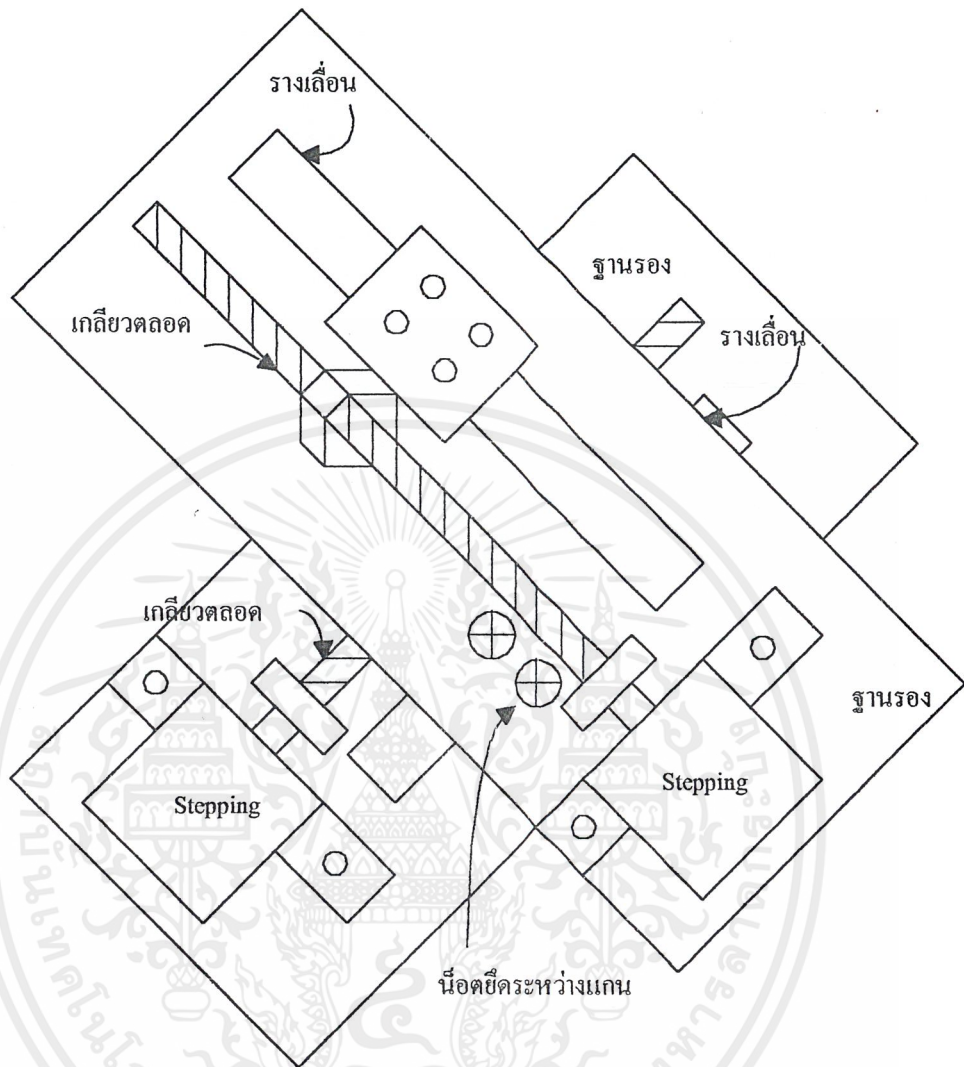 รางเลื่อน
ฐานรอง
เกลียวตลอด
รางเลื่อน
เกลียวตลอด
ฐานรอง
Stepping
Stepping
น็อตยึดระหว่างแกน